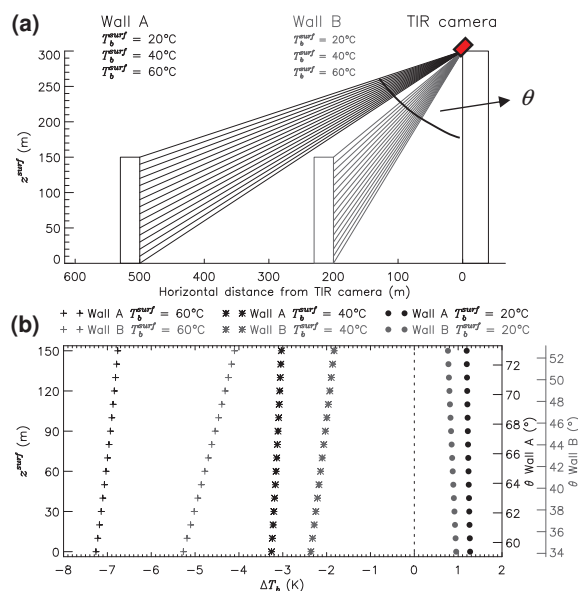 (a)
Wall A
T_b^surf = 20°C
T_b^surf = 40°C
T_b^surf = 60°C
Wall B
T_b^surf = 20°C
T_b^surf = 40°C
T_b^surf = 60°C
TIR camera
θ
z^surf (m)
300
250
200
150
100
50
0
600 500 400 300 200 100 0
Horizontal distance from TIR camera (m)
+ + Wall A T_b^surf = 60°C ∗ ∗ Wall A T_b^surf = 40°C ● ● Wall A T_b^surf = 20°C
+ + Wall B T_b^surf = 60°C ∗ ∗ Wall B T_b^surf = 40°C ● ● Wall B T_b^surf = 20°C
(b)
z^surf (m)
150
120
90
60
30
0
−8 −7 −6 −5 −4 −3 −2 −1 0 1 2
ΔT_b (K)
72
70
68
66
64
62
60
θ Wall A (°)
52
50
48
46
44
42
40
38
36
34
θ Wall B (°)